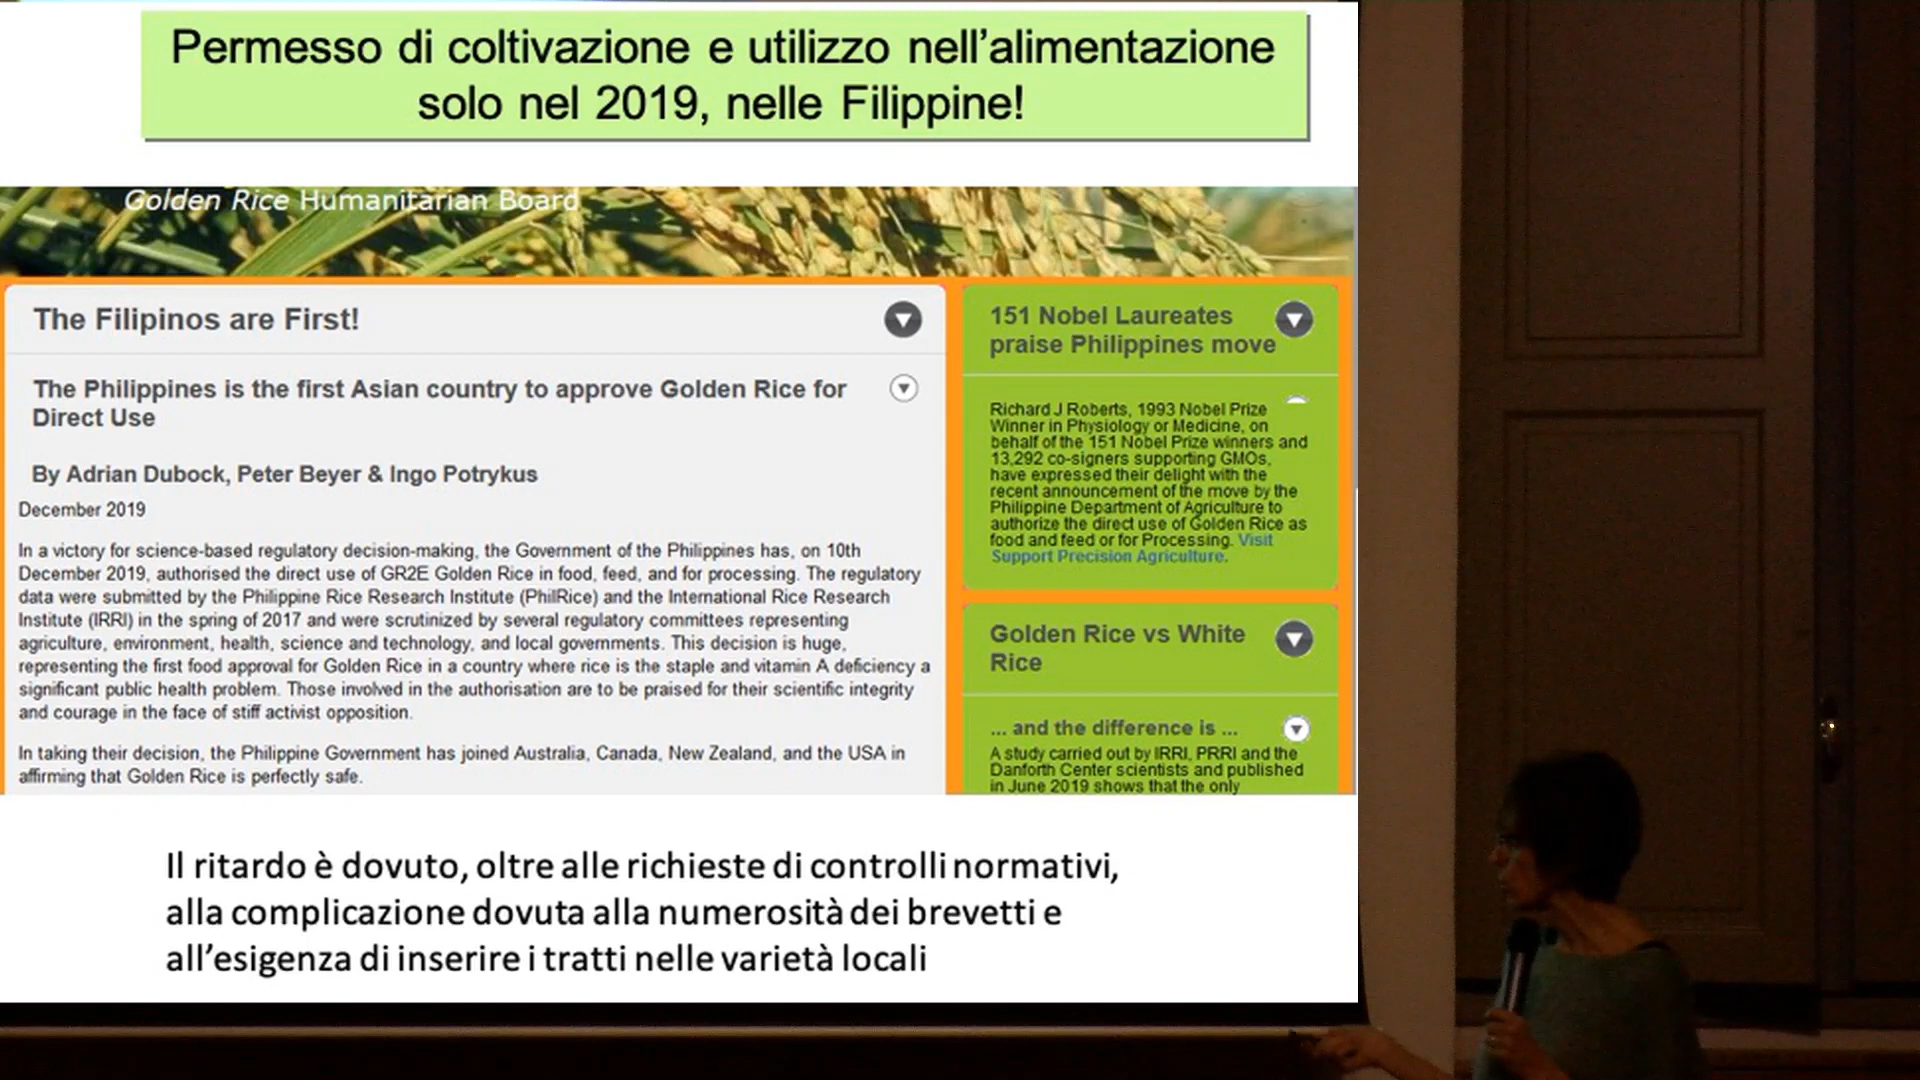 Permesso di coltivazione e utilizzo nell’alimentazione
solo nel 2019, nelle Filippine!
Golden Rice Humanitarian Board
The Filipinos are First!
The Philippines is the first Asian country to approve Golden Rice for
Direct Use
By Adrian Dubock, Peter Beyer & Ingo Potrykus
December 2019
In a victory for science-based regulatory decision-making, the Government of the Philippines has, on 10th
December 2019, authorised the direct use of GR2E Golden Rice in food, feed, and for processing. The regulatory
data were submitted by the Philippine Rice Research Institute (PhilRice) and the International Rice Research
Institute (IRRI) in the spring of 2017 and were scrutinized by several regulatory committees representing
agriculture, environment, health, science and technology, and local governments. This decision is huge,
representing the first food approval for Golden Rice in a country where rice is the staple and vitamin A deficiency a
significant public health problem. Those involved in the authorisation are to be praised for their scientific integrity
and courage in the face of stiff activist opposition.
In taking their decision, the Philippine Government has joined Australia, Canada, New Zealand, and the USA in
affirming that Golden Rice is perfectly safe.
151 Nobel Laureates
praise Philippines move
Richard J Roberts, 1993 Nobel Prize
Winner in Physiology or Medicine, on
behalf of the 151 Nobel Prize winners and
13,292 co-signers supporting GMOs,
have expressed their delight with the
recent announcement of the move by the
Philippine Department of Agriculture to
authorize the direct use of Golden Rice as
food and feed or for Processing. Visit
Support Precision Agriculture.
Golden Rice vs White
Rice
... and the difference is ...
A study carried out by IRRI, PRRI and the
Danforth Center scientists and published
in June 2019 shows that the only
Il ritardo è dovuto, oltre alle richieste di controlli normativi,
alla complicazione dovuta alla numerosità dei brevetti e
all’esigenza di inserire i tratti nelle varietà locali